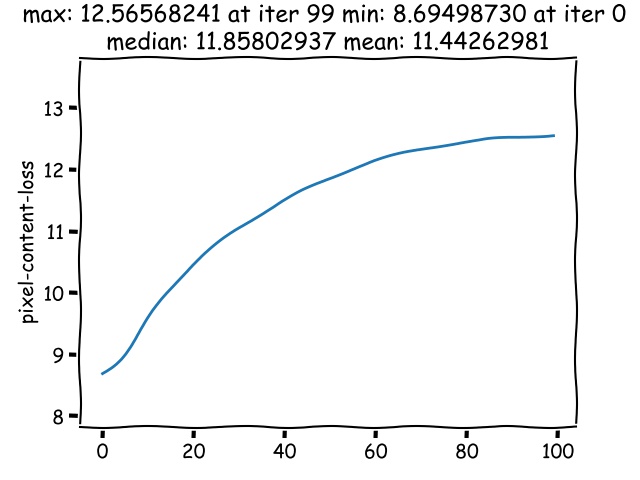 max: 12.56568241 at iter 99 min: 8.69498730 at iter 0
median: 11.85802937 mean: 11.44262981
pixel-content-loss
13
12
11
10
9
8
0 20 40 60 80 100